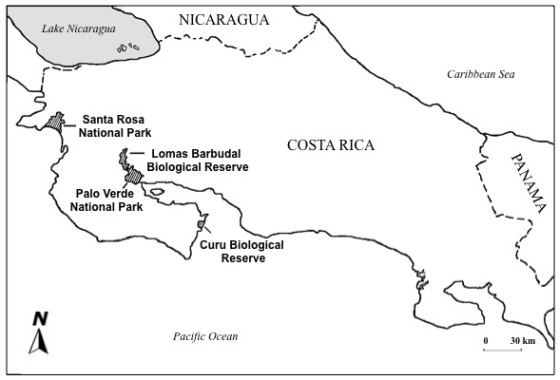 NICARAGUA
Lake Nicaragua
Caribbean Sea
Santa Rosa
National Park
COSTA RICA
Lomas Barbudal
Biological Reserve
PANAMA
Palo Verde
National Park
Curu Biological
Reserve
N
Pacific Ocean
0 30 km